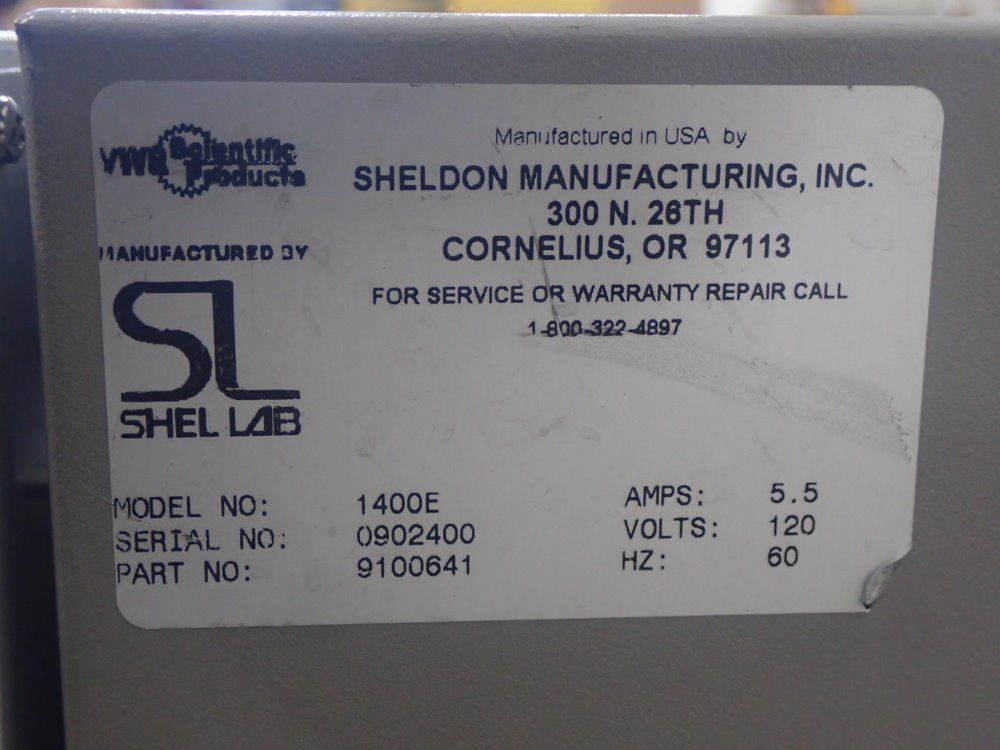 VWR Scientific
Products
MANUFACTURED BY
SL
SHEL LAB
Manufactured in USA by
SHELDON MANUFACTURING, INC.
300 N. 26TH
CORNELIUS, OR 97113
FOR SERVICE OR WARRANTY REPAIR CALL
1-800-322-4897
MODEL NO: 1400E AMPS: 5.5
SERIAL NO: 0902400 VOLTS: 120
PART NO: 9100641 HZ: 60